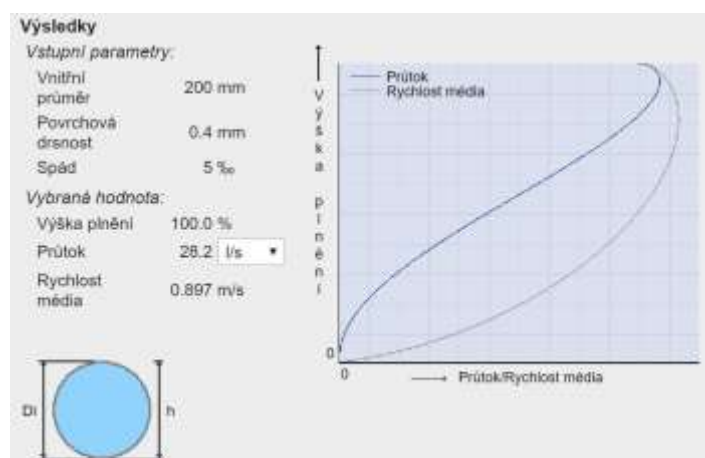 Výsledky
Vstupní parametry:
Vnitřní průměr 200 mm
Povrchová drsnost 0.4 mm
Spád 5 ‰
Vybraná hodnota:
Výška plnění 100.0 %
Průtok 28.2 l/s
Rychlost média 0.897 m/s
Di
h
Výška plnění
Průtok
Rychlost média
0
0
Průtok/Rychlost média